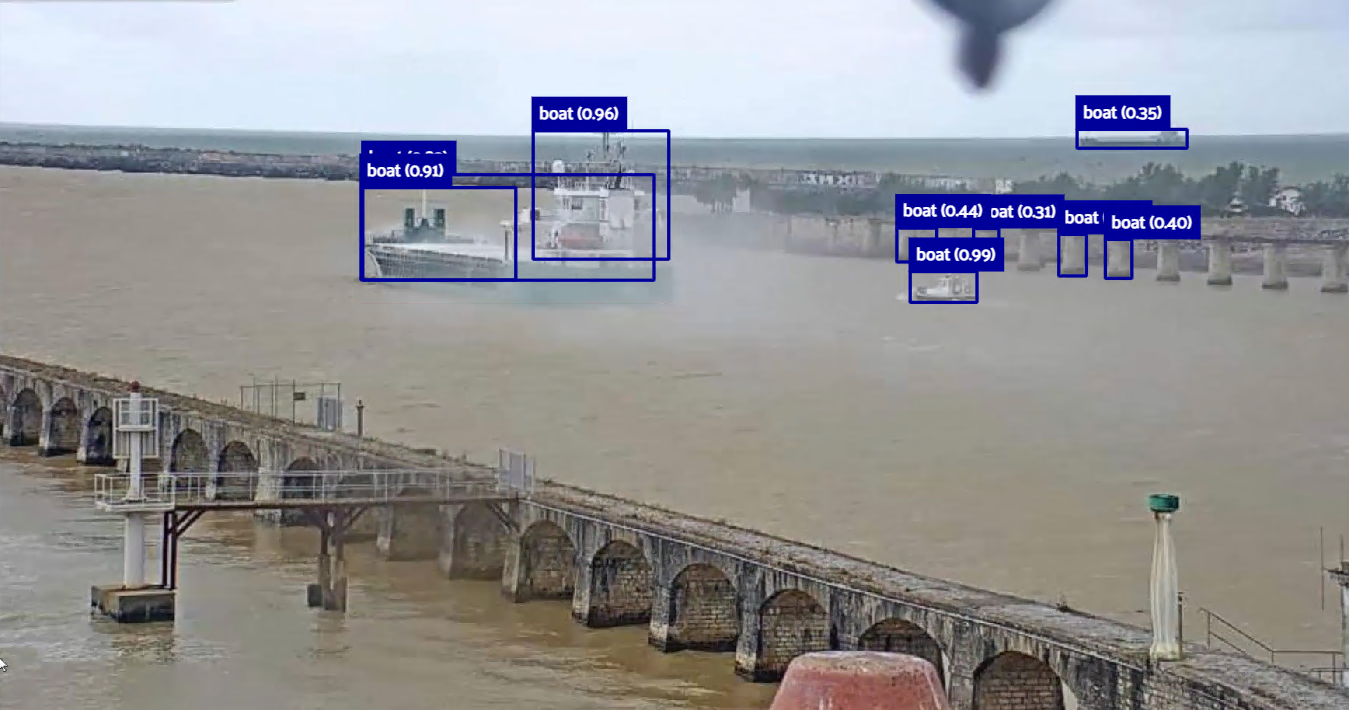 boat (0.96)
boat (0.35)
boat (0.91)
boat (0.44)
oat (0.31)
boat (
boat (0.40)
boat (0.99)